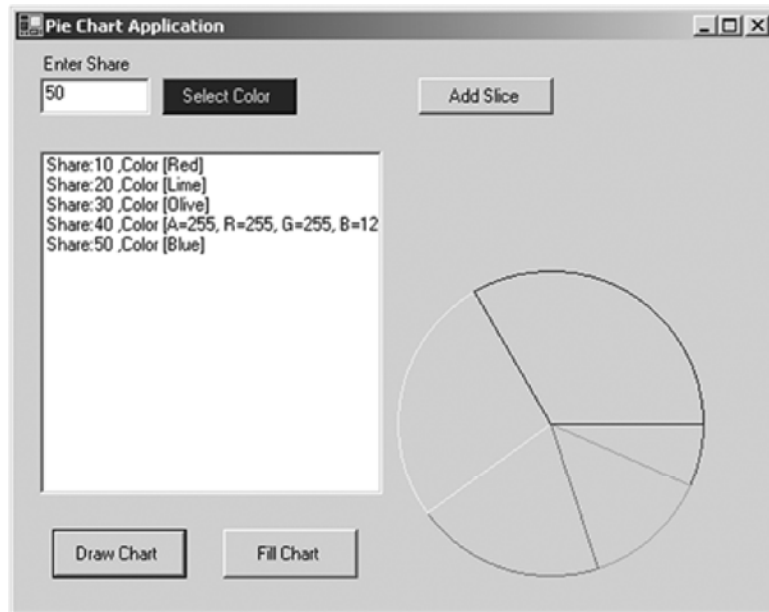 Pie Chart Application
Enter Share
50
Select Color
Add Slice
Share:10 ,Color [Red]
Share:20 ,Color [Lime]
Share:30 ,Color [Olive]
Share:40 ,Color [A=255, R=255, G=255, B=12
Share:50 ,Color [Blue]
Draw Chart
Fill Chart